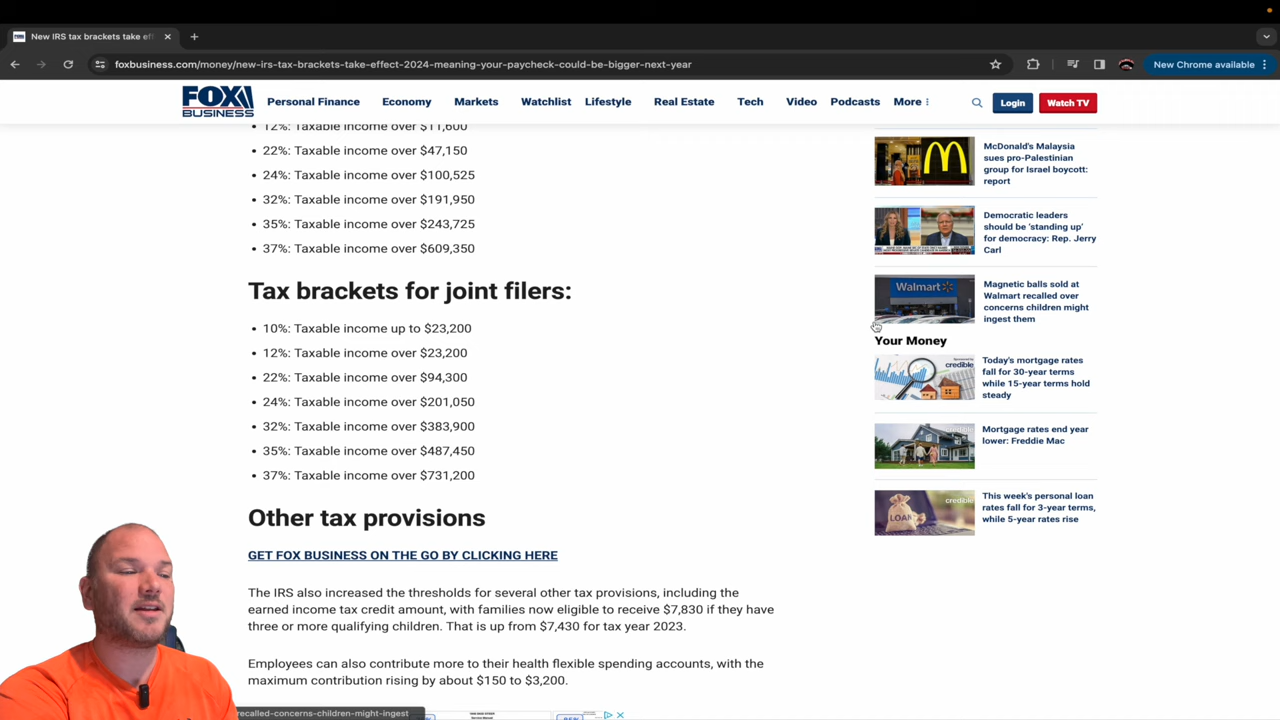 New IRS tax brackets take eff
foxbusiness.com/money/new-irs-tax-brackets-take-effect-2024-meaning-your-paycheck-could-be-bigger-next-year
New Chrome available
FOX
BUSINESS
Personal Finance
Economy
Markets
Watchlist
Lifestyle
Real Estate
Tech
Video
Podcasts
More
Login
Watch TV
• 12%: Taxable income over $11,600
• 22%: Taxable income over $47,150
• 24%: Taxable income over $100,525
• 32%: Taxable income over $191,950
• 35%: Taxable income over $243,725
• 37%: Taxable income over $609,350
Tax brackets for joint filers:
• 10%: Taxable income up to $23,200
• 12%: Taxable income over $23,200
• 22%: Taxable income over $94,300
• 24%: Taxable income over $201,050
• 32%: Taxable income over $383,900
• 35%: Taxable income over $487,450
• 37%: Taxable income over $731,200
Other tax provisions
GET FOX BUSINESS ON THE GO BY CLICKING HERE
The IRS also increased the thresholds for several other tax provisions, including the
earned income tax credit amount, with families now eligible to receive $7,830 if they have
three or more qualifying children. That is up from $7,430 for tax year 2023.
Employees can also contribute more to their health flexible spending accounts, with the
maximum contribution rising by about $150 to $3,200.
recalled-concerns-children-might-ingest
McDonald's Malaysia
sues pro-Palestinian
group for Israel boycott:
report
Democratic leaders
should be 'standing up'
for democracy: Rep. Jerry
Carl
Walmart
Magnetic balls sold at
Walmart recalled over
concerns children might
ingest them
Your Money
credible
Today's mortgage rates
fall for 30-year terms
while 15-year terms hold
steady
credible
Mortgage rates end year
lower: Freddie Mac
credible
LOAN
This week's personal loan
rates fall for 3-year terms,
while 5-year rates rise